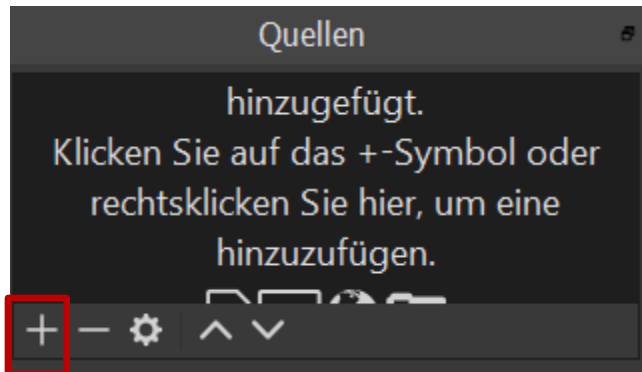 Quellen
hinzugefügt.
Klicken Sie auf das +-Symbol oder
rechtsklicken Sie hier, um eine
hinzuzufügen.